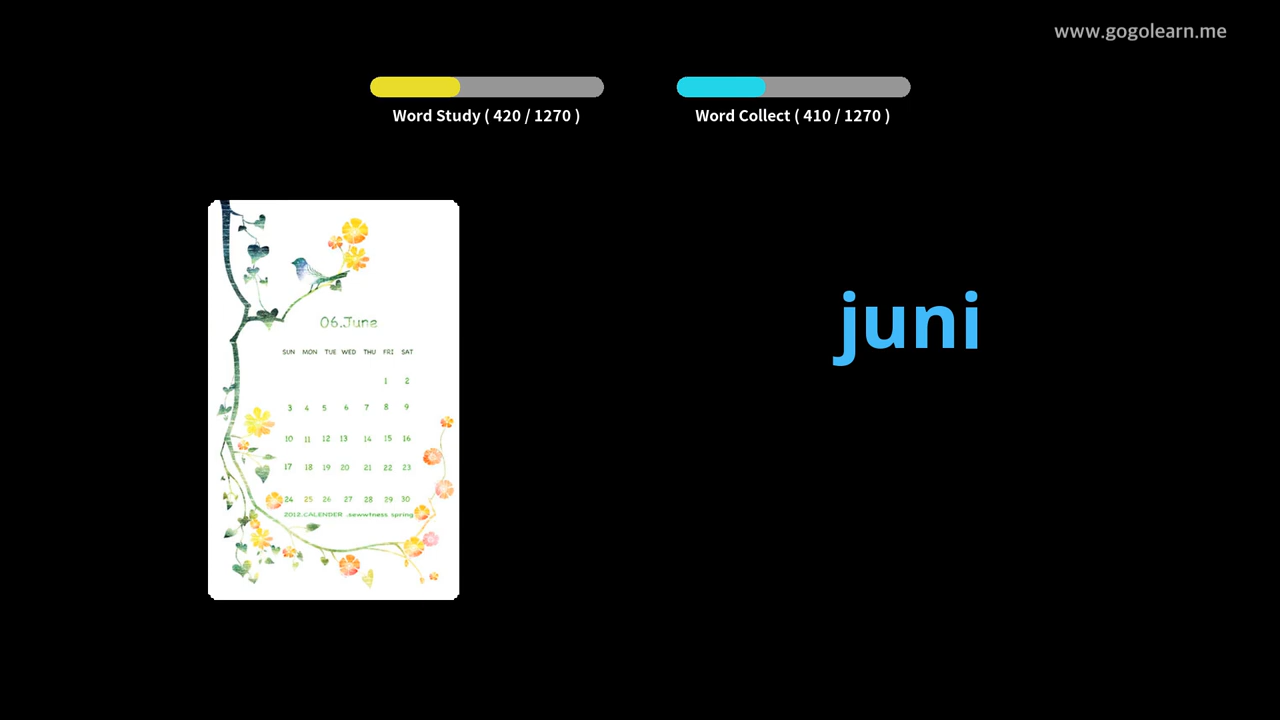 www.gogolearn.me
Word Study ( 420 / 1270 )
Word Collect ( 410 / 1270 )
06.June
SUN MON TUE WED THU FRI SAT
1 2
3 4 5 6 7 8 9
10 11 12 13 14 15 16
17 18 19 20 21 22 23
24 25 26 27 28 29 30
2012.CALENDER .sewwtness spring
juni